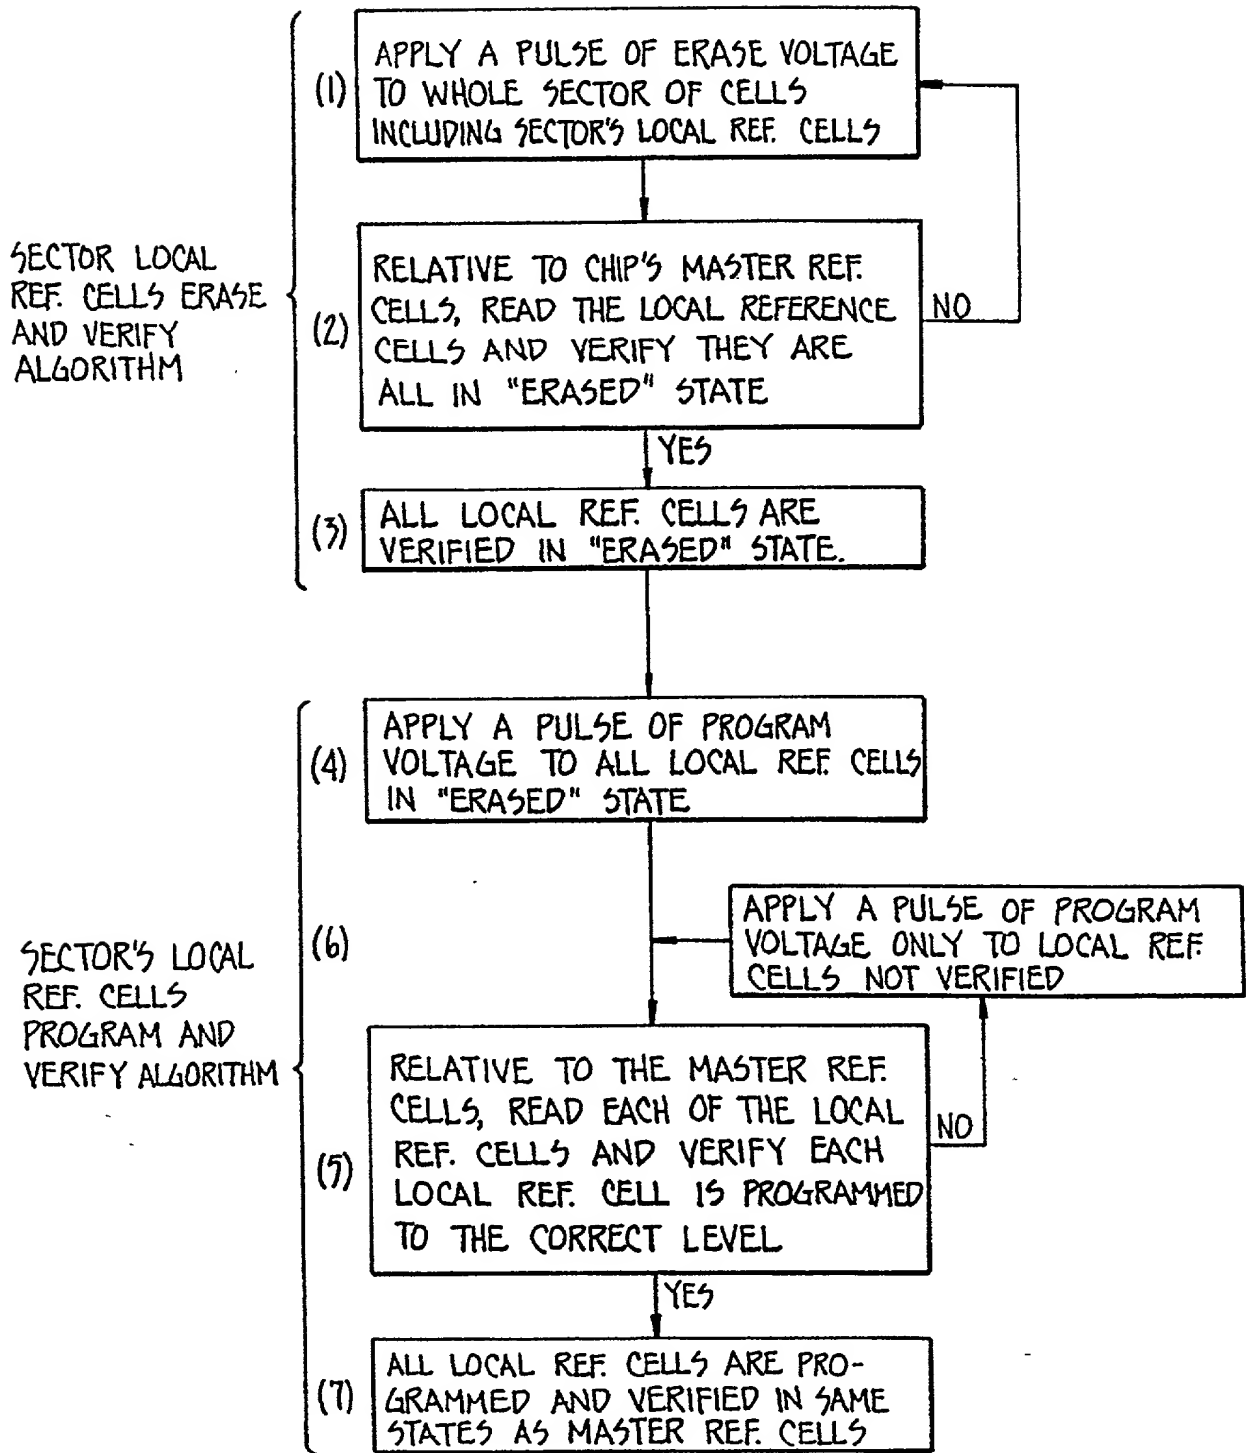 (1)
APPLY A PULSE OF ERASE VOLTAGE
TO WHOLE SECTOR OF CELLS
INCLUDING SECTOR'S LOCAL REF. CELLS
SECTOR LOCAL
REF. CELLS ERASE
AND VERIFY
ALGORITHM
(2)
RELATIVE TO CHIP'S MASTER REF.
CELLS, READ THE LOCAL REFERENCE
CELLS AND VERIFY THEY ARE
ALL IN "ERASED" STATE
NO
YES
(3)
ALL LOCAL REF. CELLS ARE
VERIFIED IN "ERASED" STATE.
(4)
APPLY A PULSE OF PROGRAM
VOLTAGE TO ALL LOCAL REF. CELLS
IN "ERASED" STATE
(6)
APPLY A PULSE OF PROGRAM
VOLTAGE ONLY TO LOCAL REF.
CELLS NOT VERIFIED
SECTOR'S LOCAL
REF. CELLS
PROGRAM AND
VERIFY ALGORITHM
(5)
RELATIVE TO THE MASTER REF.
CELLS, READ EACH OF THE LOCAL
REF. CELLS AND VERIFY EACH
LOCAL REF. CELL IS PROGRAMMED
TO THE CORRECT LEVEL
NO
YES
(7)
ALL LOCAL REF. CELLS ARE PRO-
GRAMMED AND VERIFIED IN SAME
STATES AS MASTER REF. CELLS